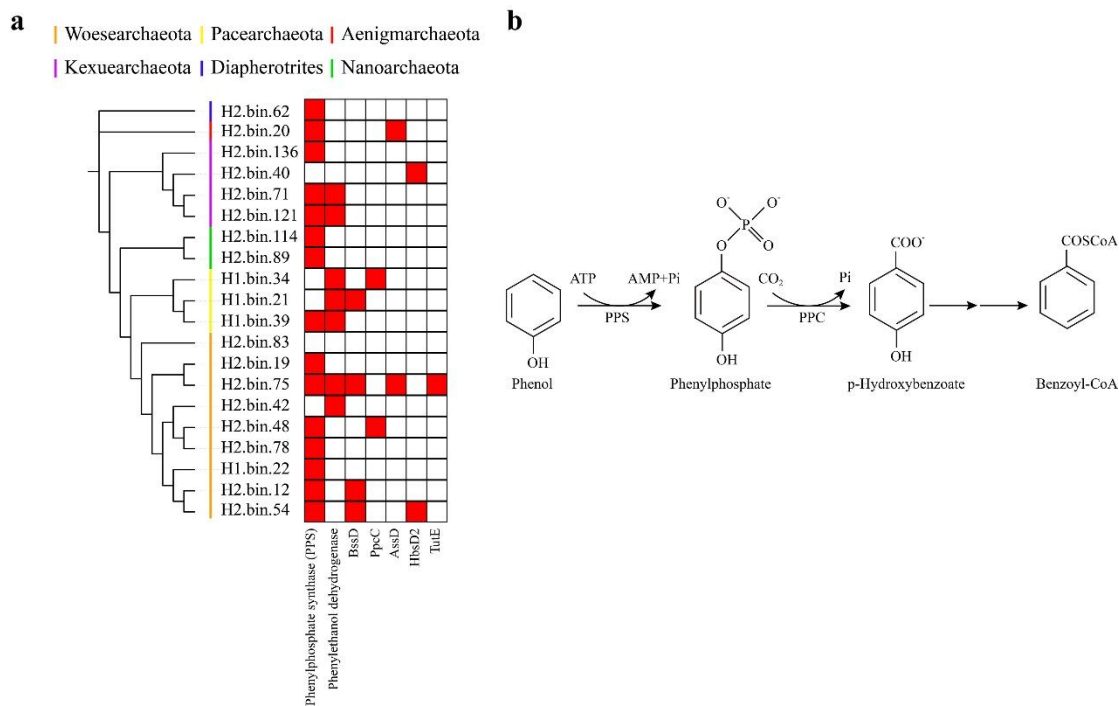 a
Woesearchaeota
Pacearchaeota
Aenigmarchaeota
Kexuearchaeota
Diapherotrites
Nanoarchaeota
H2.bin.62
H2.bin.20
H2.bin.136
H2.bin.40
H2.bin.71
H2.bin.121
H2.bin.114
H2.bin.89
H1.bin.34
H1.bin.21
H1.bin.39
H2.bin.83
H2.bin.19
H2.bin.75
H2.bin.42
H2.bin.48
H2.bin.78
H1.bin.22
H2.bin.12
H2.bin.54
Phenylphosphate synthase (PPS)
Phenylethanol dehydrogenase
BssD
PpcC
AssD
HbsD2
TutE
b
OH
Phenol
ATP
AMP+Pi
PPS
O⁻
O⁻
P
O
O
OH
Phenylphosphate
CO₂
Pi
PPC
COO⁻
OH
p-Hydroxybenzoate
COSCoA
Benzoyl-CoA